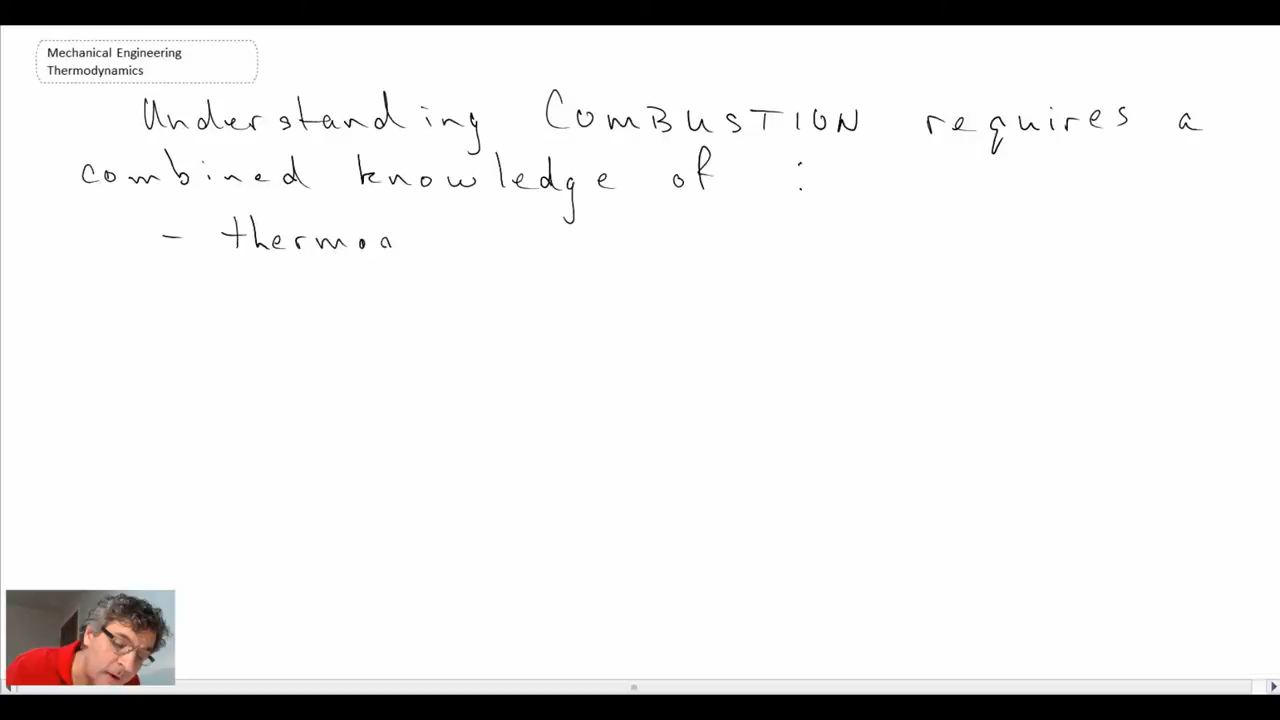 Mechanical Engineering
Thermodynamics
Understanding COMBUSTION requires a
combined knowledge of :
- thermoa